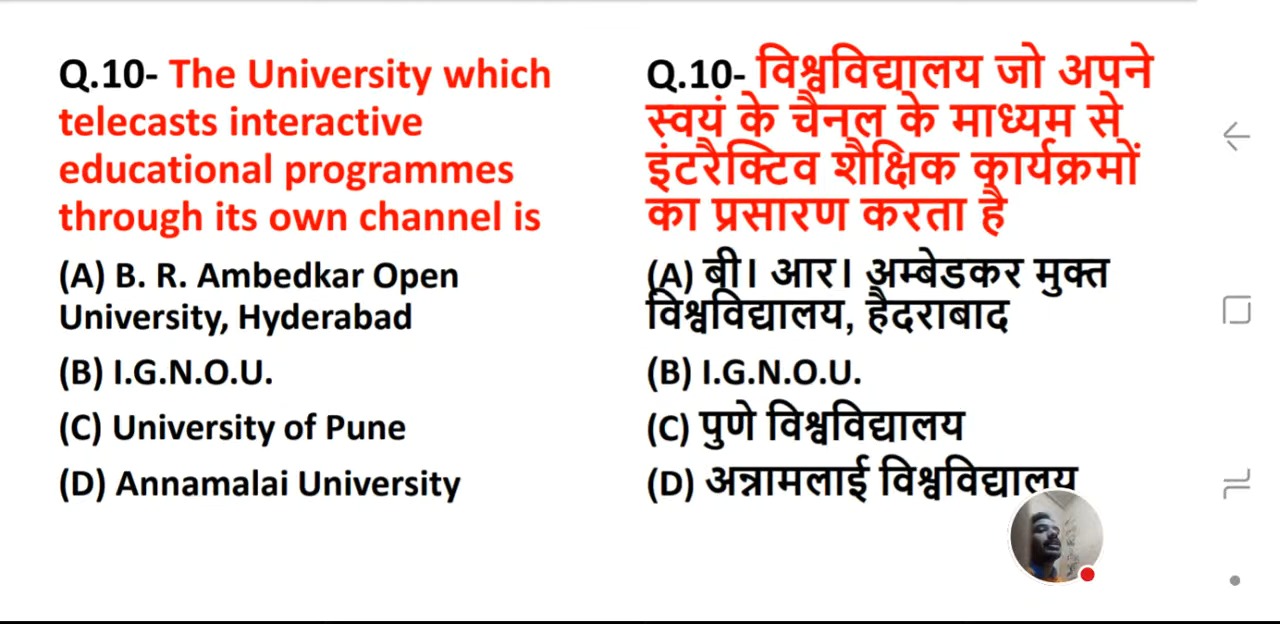 Q.10- The University which
telecasts interactive
educational programmes
through its own channel is
(A) B. R. Ambedkar Open
University, Hyderabad
(B) I.G.N.O.U.
(C) University of Pune
(D) Annamalai University
Q.10- विश्वविद्यालय जो अपने
स्वयं के चैनल के माध्यम से
इंटरैक्टिव शैक्षिक कार्यक्रमों
का प्रसारण करता है
(A) बी। आर। अम्बेडकर मुक्त
विश्वविद्यालय, हैदराबाद
(B) I.G.N.O.U.
(C) पुणे विश्वविद्यालय
(D) अन्नामलाई विश्वविद्यालय